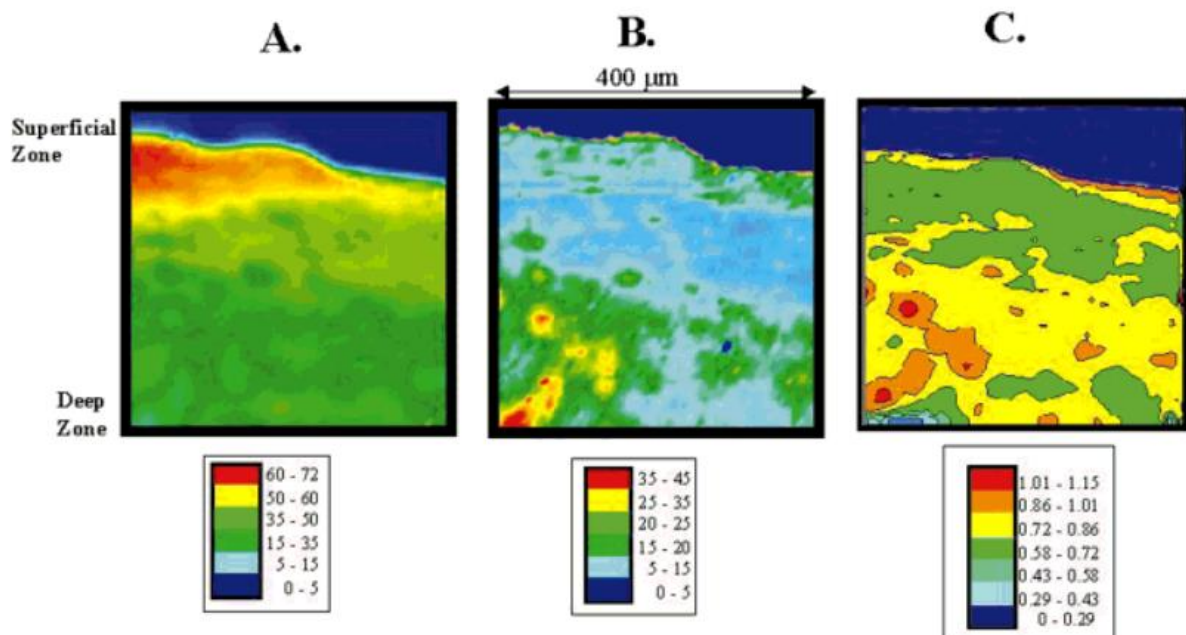 A.
B.
C.
400 μm
Superficial
Zone
Deep
Zone
60 - 72
50 - 60
35 - 50
15 - 35
5 - 15
0 - 5
35 - 45
25 - 35
20 - 25
15 - 20
5 - 15
0 - 5
1.01 - 1.15
0.86 - 1.01
0.72 - 0.86
0.58 - 0.72
0.43 - 0.58
0.29 - 0.43
0 - 0.29